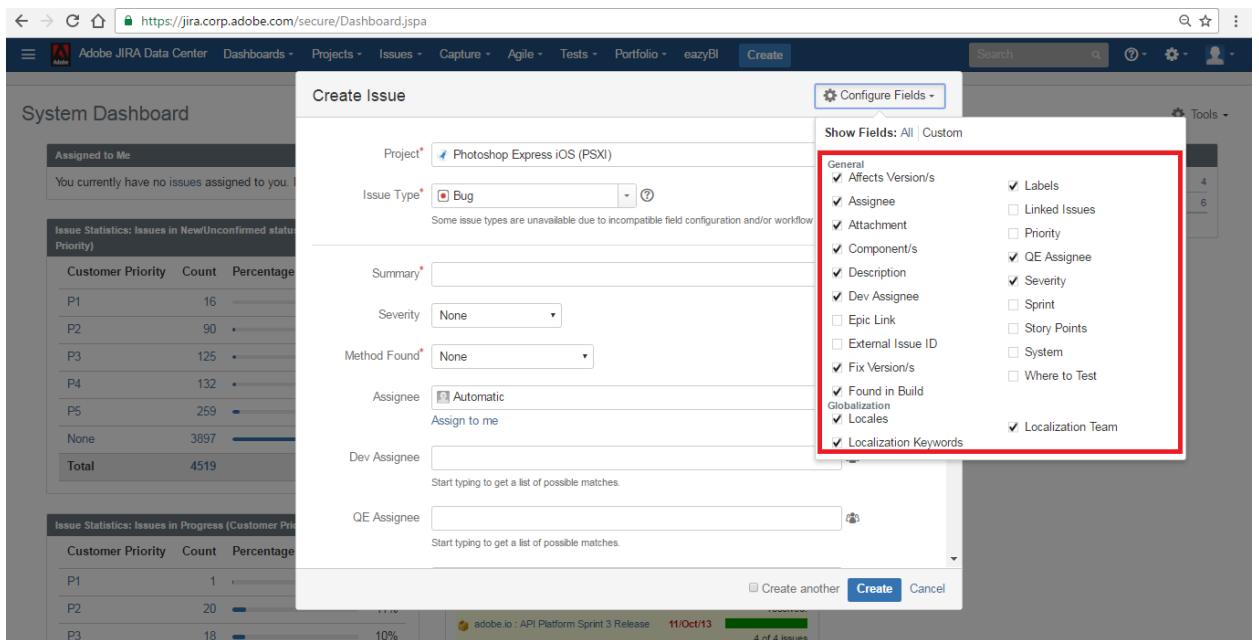 https://jira.corp.adobe.com/secure/Dashboard.jspa
Adobe JIRA Data Center Dashboards Projects Issues Capture Agile Tests Portfolio eazyBI Create Search
Adobe
System Dashboard
Tools
Assigned to Me
You currently have no issues assigned to you.
4
6
Issue Statistics: Issues in New/Unconfirmed
Priority)
Customer Priority Count Percentage
P1 16
P2 90
P3 125
P4 132
P5 259
None 3897
Total 4519
Issue Statistics: Issues in Progress (Customer
Customer Priority Count Percentage
P1 1
P2 20 11%
P3 18 10%
Create Issue
Configure Fields
Project* Photoshop Express iOS (PSXI)
Issue Type* Bug
Some issue types are unavailable due to incompatible field configuration and/or workflow
Summary*
Severity None
Method Found* None
Assignee Automatic
Assign to me
Dev Assignee
Start typing to get a list of possible matches.
QE Assignee
Start typing to get a list of possible matches.
Create another Create Cancel
Show Fields: All Custom
General
Affects Version/s
Assignee
Attachment
Component/s
Description
Dev Assignee
Epic Link
External Issue ID
Fix Version/s
Found in Build
Labels
Linked Issues
Priority
QE Assignee
Severity
Sprint
Story Points
System
Where to Test
Globalization
Locales
Localization Keywords
Localization Team
resolved.
adobe.io : API Platform Sprint 3 Release 11/Oct/13
4 of 4 issues